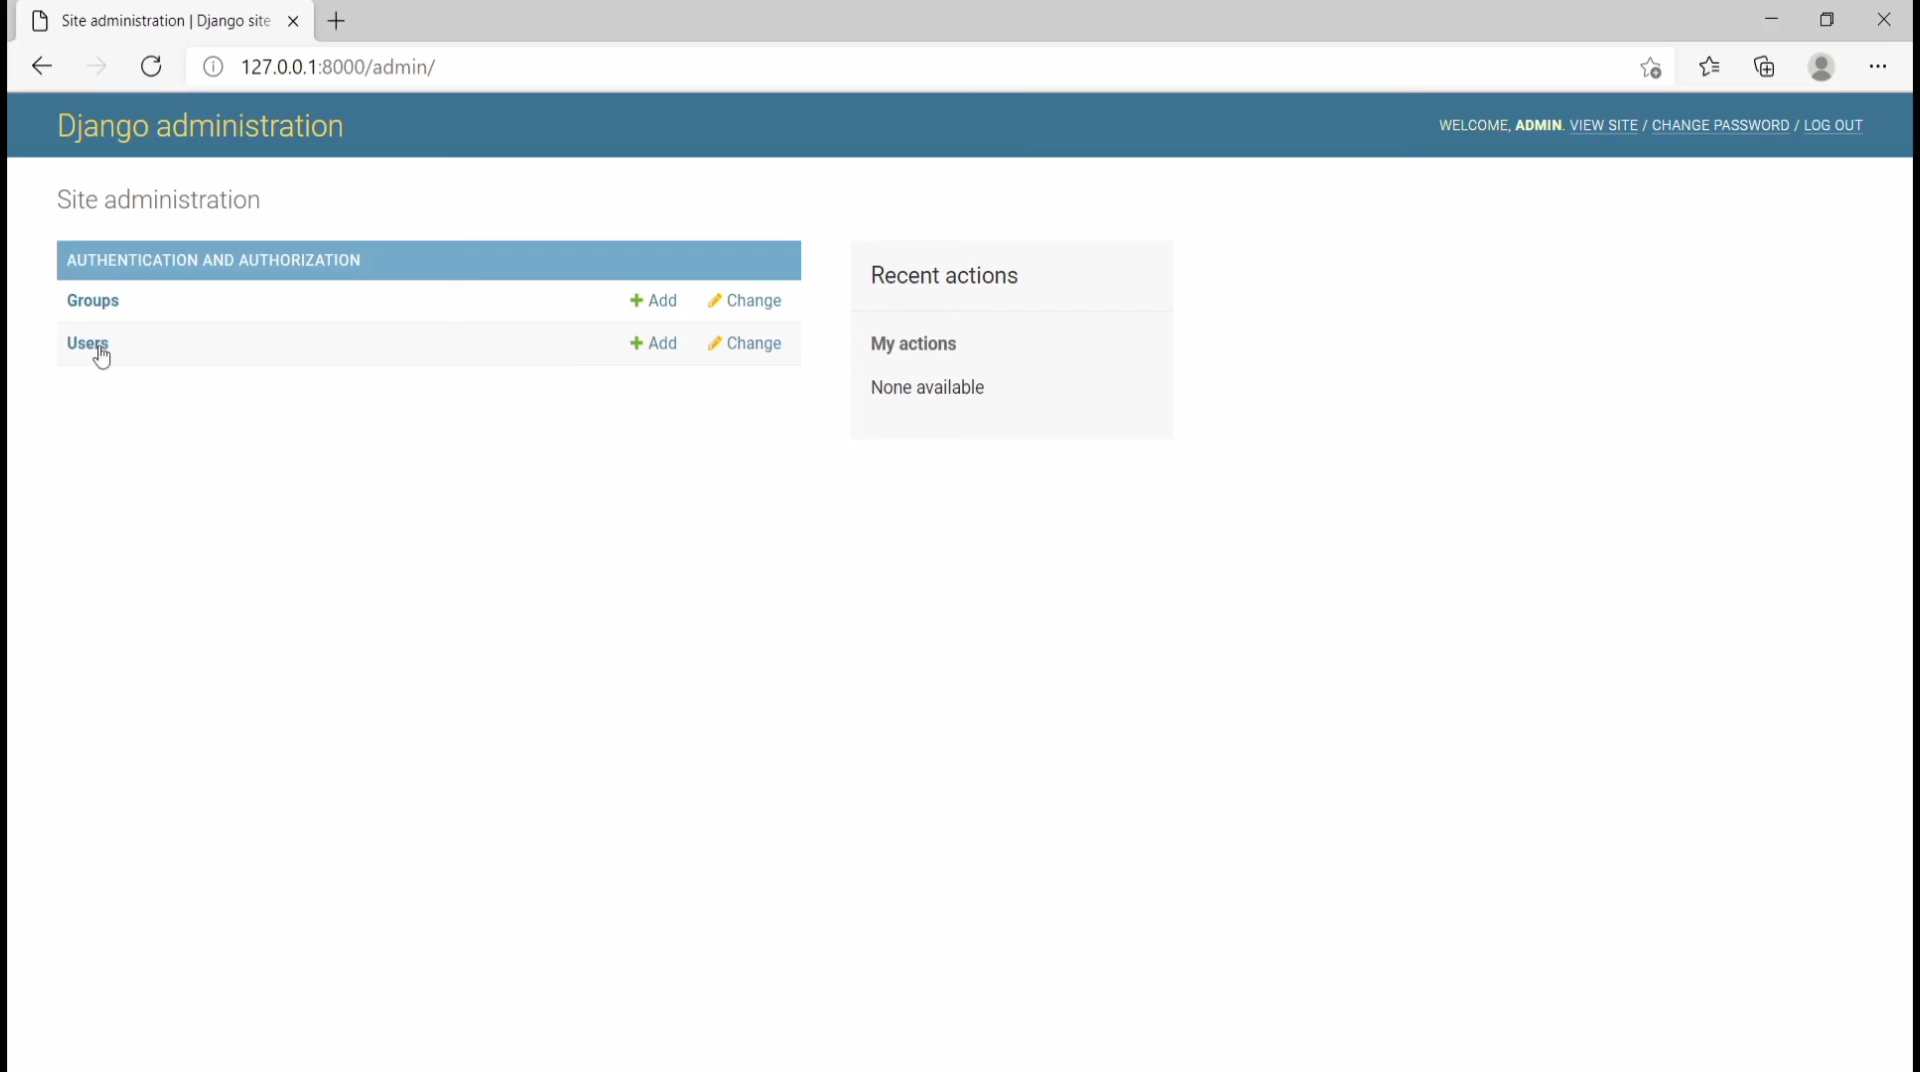 Site administration | Django site
127.0.0.1:8000/admin/
Django administration
WELCOME, ADMIN. VIEW SITE / CHANGE PASSWORD / LOG OUT
Site administration
AUTHENTICATION AND AUTHORIZATION
Groups Add Change
Users Add Change
Recent actions
My actions
None available